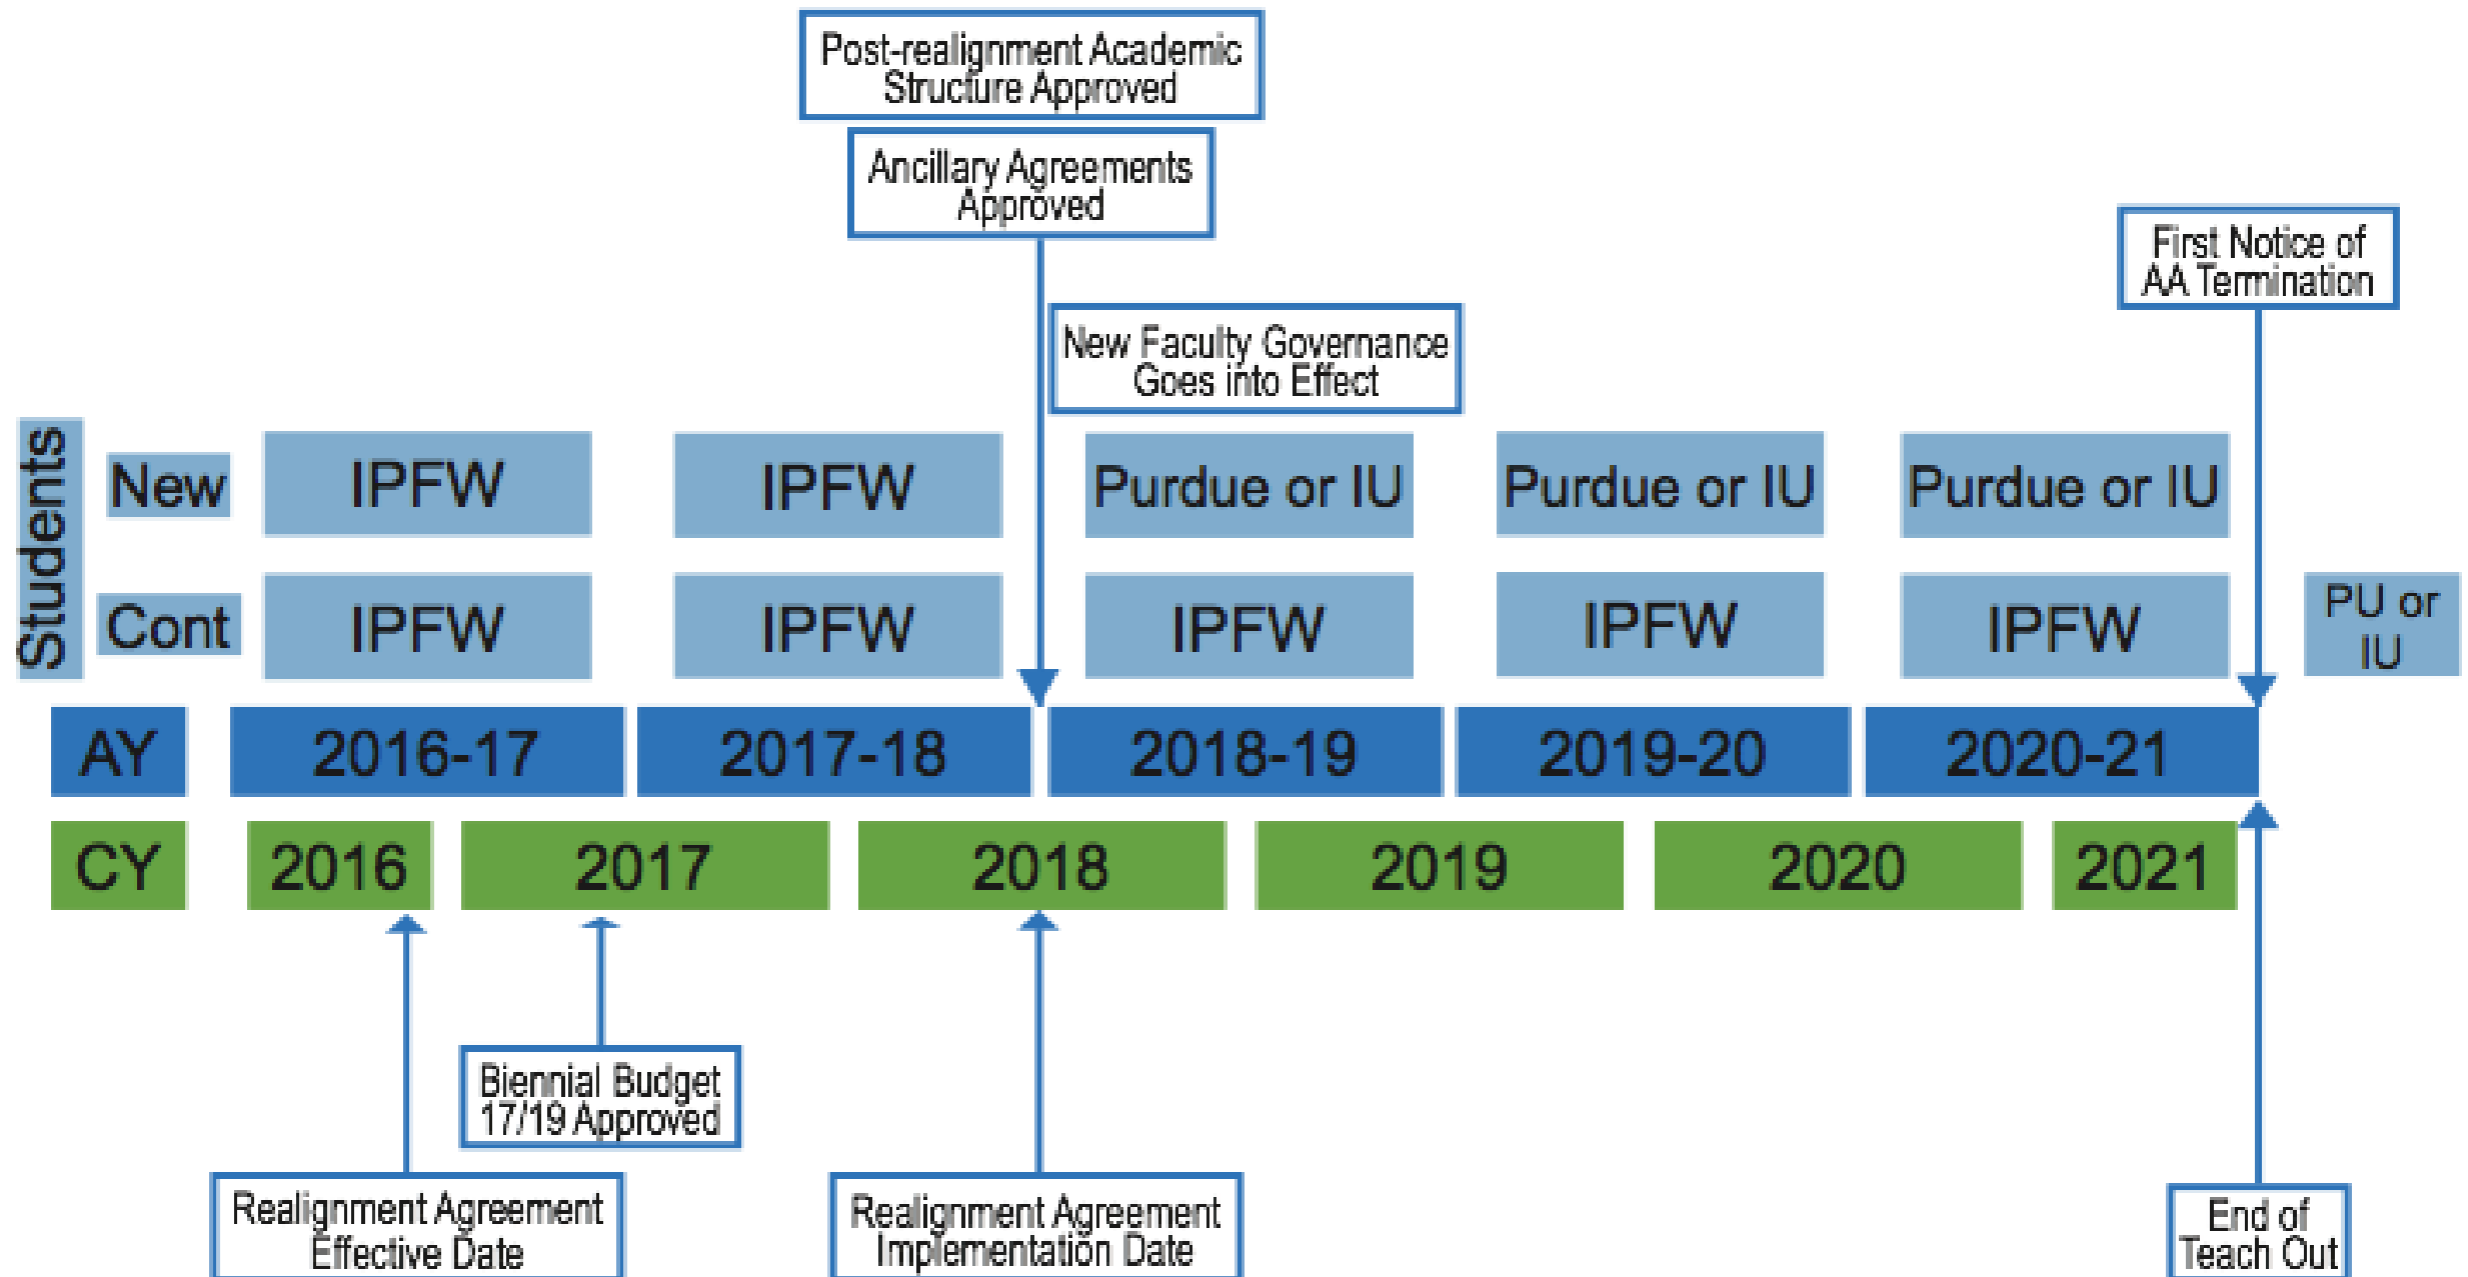 Post-realignment Academic
Structure Approved
Ancillary Agreements
Approved
First Notice of
AA Termination
New Faculty Governance
Goes into Effect
Students
New
IPFW
IPFW
Purdue or IU
Purdue or IU
Purdue or IU
Cont
IPFW
IPFW
IPFW
IPFW
IPFW
PU or
IU
AY
2016-17
2017-18
2018-19
2019-20
2020-21
CY
2016
2017
2018
2019
2020
2021
Biennial Budget
17/19 Approved
Realignment Agreement
Effective Date
Realignment Agreement
Implementation Date
End of
Teach Out